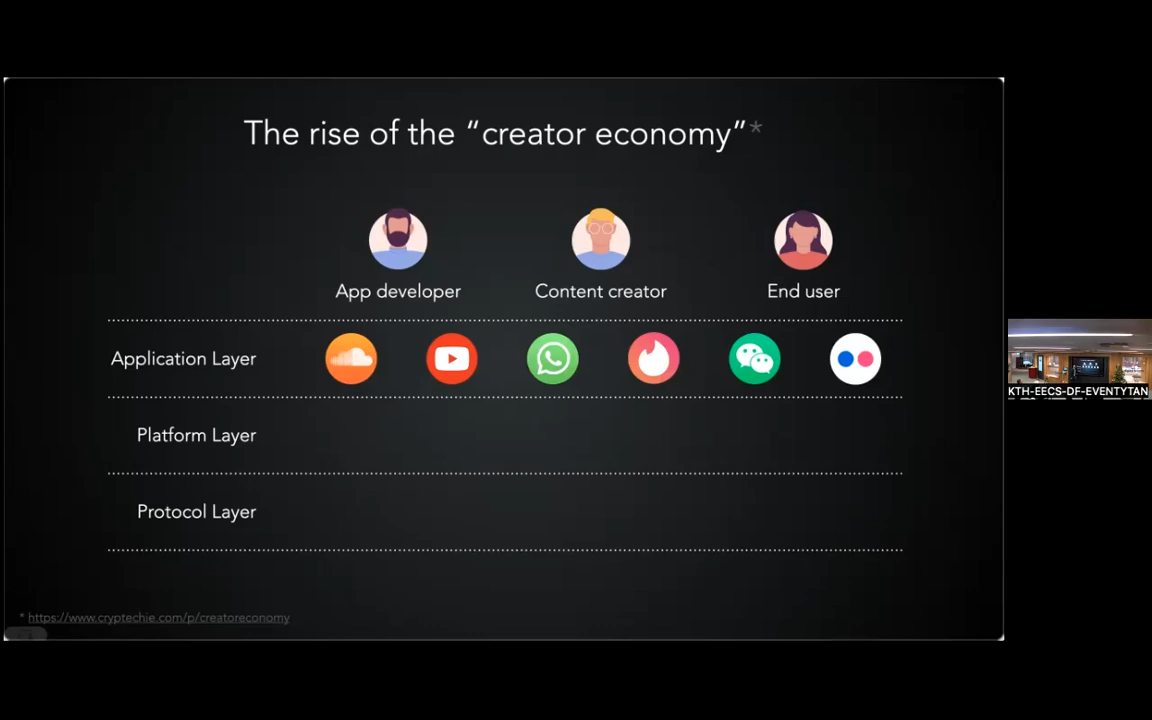 The rise of the “creator economy”*
App developer
Content creator
End user
Application Layer
Platform Layer
Protocol Layer
* https://www.cryptechie.com/p/creatoreconomy
KTH-EECS-DF-EVENTYTAN